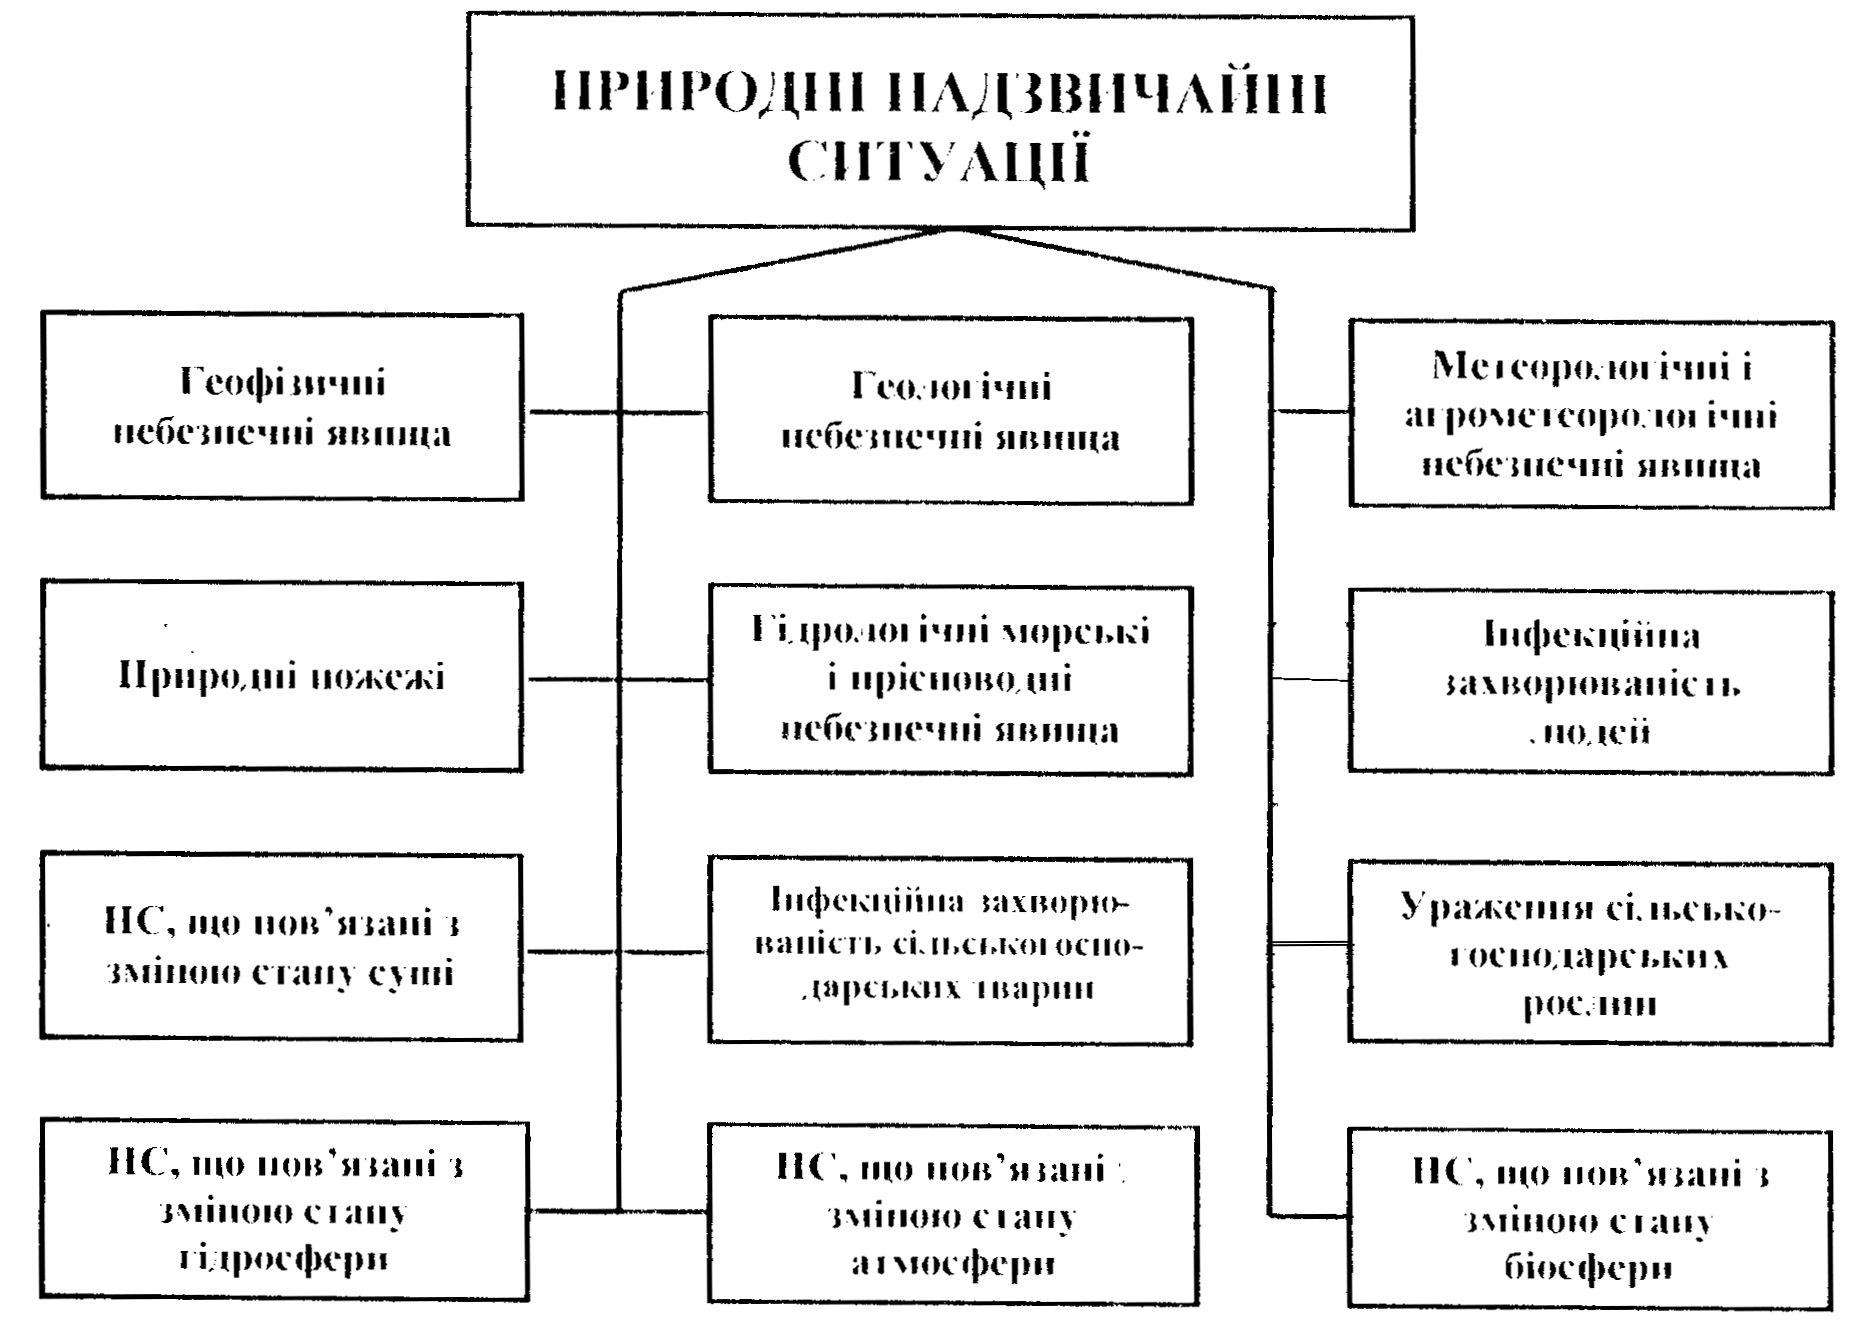 ПРИРОДНІ НАДЗВИЧАЙНІ
СИТУАЦІЇ
Геофізичні
небезпечні явища
Геологічні
небезпечні явища
Метеорологічні і
агрометеорологічні
небезпечні явища
Природні пожежі
Гідрологічні морські
і прісноводні
небезпечні явища
Інфекційна
захворюваність
людей
НС, що пов’язані з
зміною стану суші
Інфекційна захворю-
ваність сільськогоспо-
дарських тварин
Ураження сільсько-
господарських
рослин
НС, що пов’язані з
зміною стану
гідросфери
НС, що пов’язані з
зміною стану
атмосфери
НС, що пов’язані з
зміною стану
біосфери